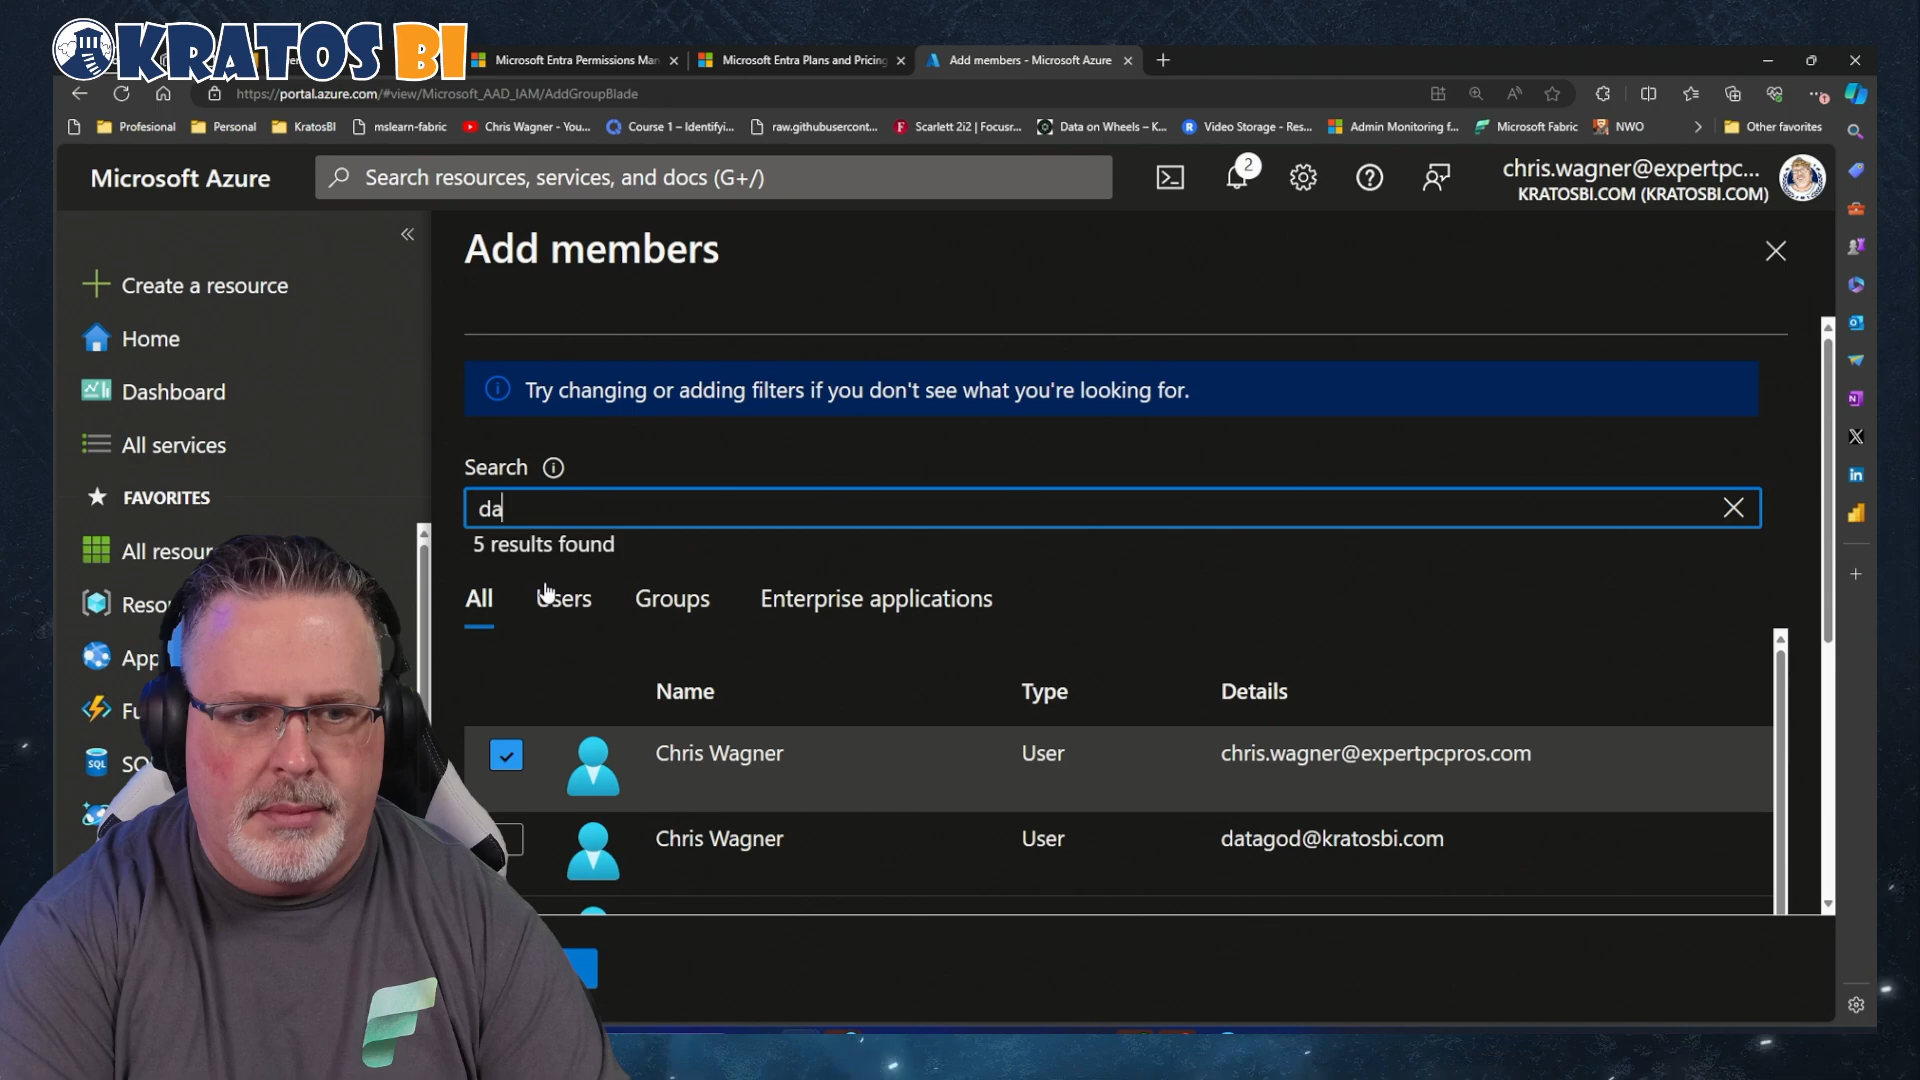 KRATOS BI
Microsoft Entra Permissions Man
Microsoft Entra Plans and Pricing
Add members - Microsoft Azure
https://portal.azure.com/#view/Microsoft_AAD_IAM/AddGroupBlade
Profesional
Personal
KratosBI
mslearn-fabric
Chris Wagner - You...
Course 1 – Identifyi...
raw.githubusercont...
Scarlett 2i2 | Focusr...
Data on Wheels – K...
Video Storage - Res...
Admin Monitoring f...
Microsoft Fabric
NWO
Other favorites
Microsoft Azure
Search resources, services, and docs (G+/)
2
chris.wagner@expertpc...
KRATOSBI.COM (KRATOSBI.COM)
Create a resource
Home
Dashboard
All services
FAVORITES
All resour
Reso
App
Fu
SQL
SQ
Add members
Try changing or adding filters if you don't see what you're looking for.
Search
da
5 results found
All Users Groups Enterprise applications
Name Type Details
Chris Wagner User chris.wagner@expertpcpros.com
Chris Wagner User datagod@kratosbi.com